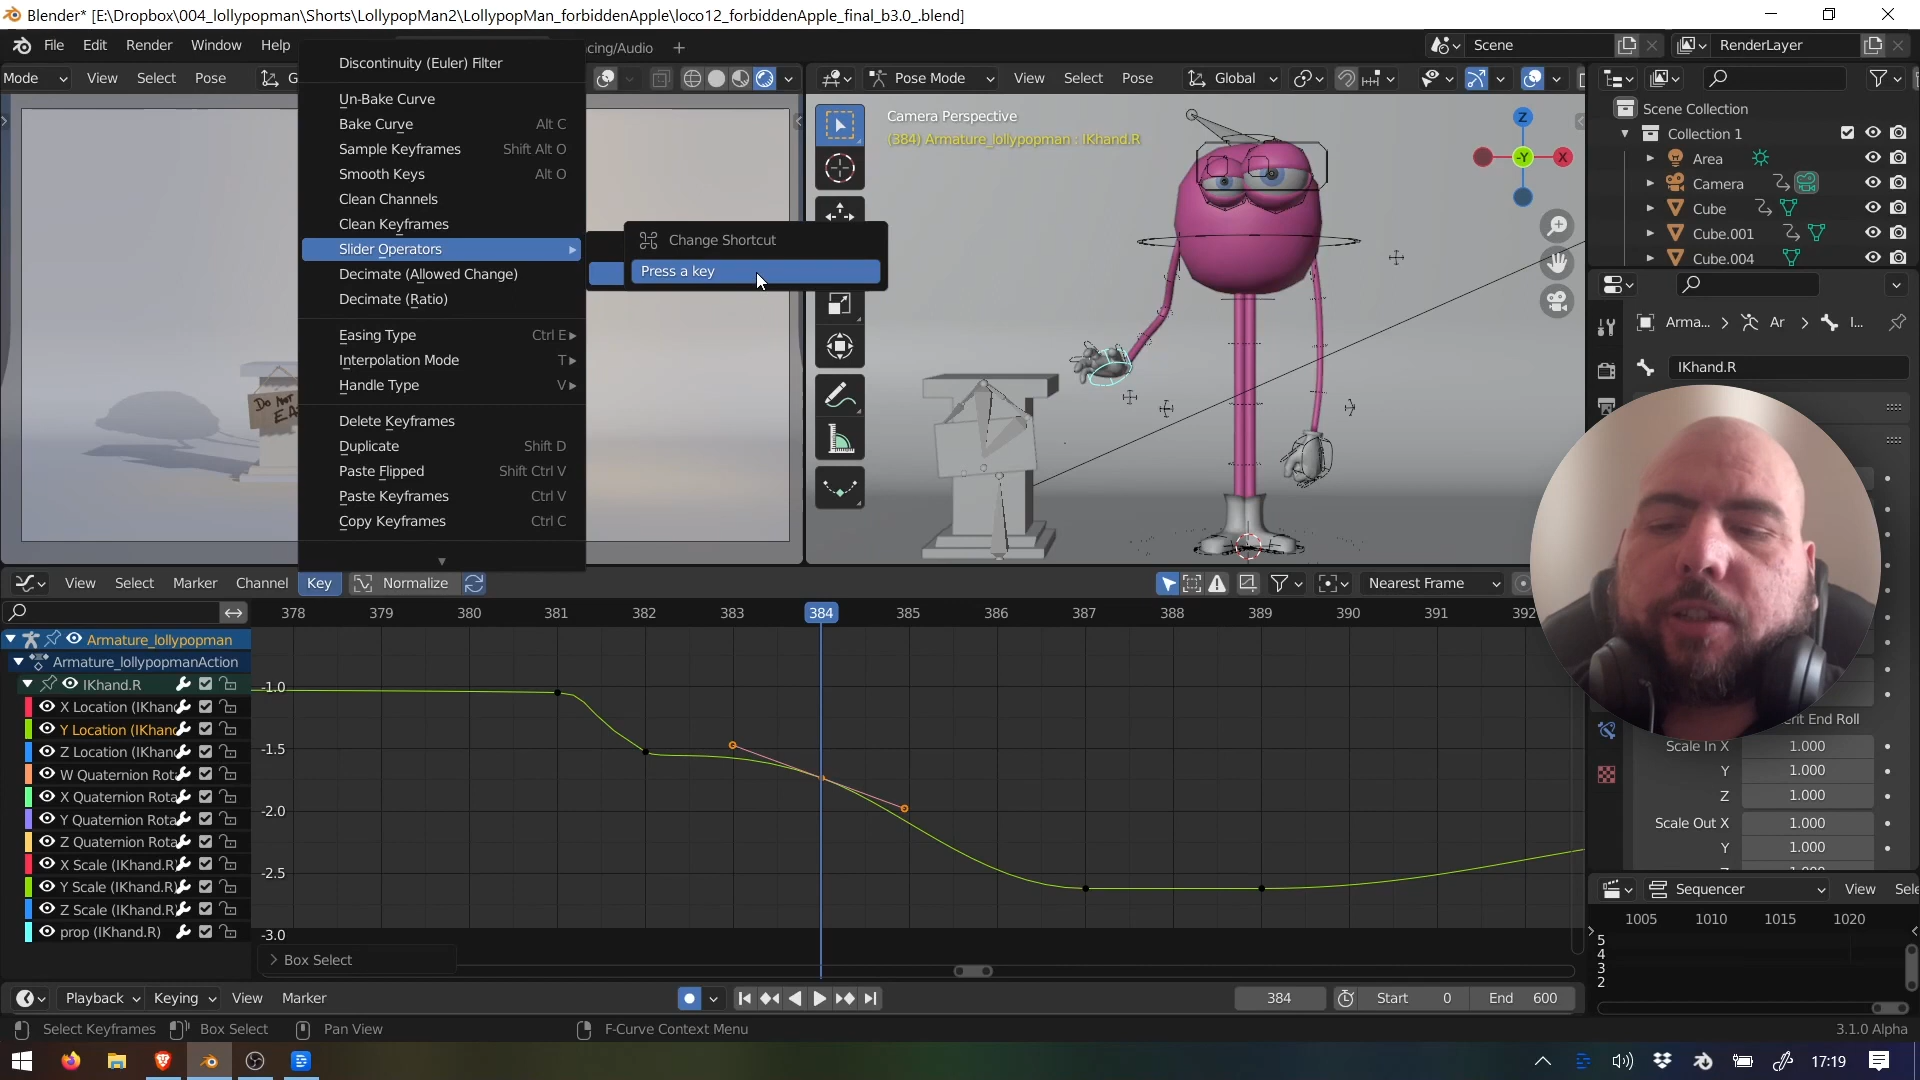 Blender* [E:\Dropbox\004_lollypopman\Shorts\LollypopMan2\LollypopMan_forbiddenApple\loco12_forbiddenApple_final_b3.0_.blend]
File Edit Render Window Help
cing/Audio +
Scene
RenderLayer
Mode View Select Pose G
Pose Mode View Select Pose Global
Discontinuity (Euler) Filter
Un-Bake Curve
Bake Curve Alt C
Sample Keyframes Shift Alt O
Smooth Keys Alt O
Clean Channels
Clean Keyframes
Slider Operators
Decimate (Allowed Change)
Decimate (Ratio)
Easing Type Ctrl E
Interpolation Mode T
Handle Type V
Delete Keyframes
Duplicate Shift D
Paste Flipped Shift Ctrl V
Paste Keyframes Ctrl V
Copy Keyframes Ctrl C
Change Shortcut
Press a key
Do NOT
EA
Camera Perspective
(384) Armature_lollypopman : IKhand.R
Z
-Y
X
Scene Collection
Collection 1
Area
Camera
Cube
Cube.001
Cube.004
Arma... Ar I...
IKhand.R
ent End Roll
Scale In X 1.000
Y 1.000
Z 1.000
Scale Out X 1.000
Y 1.000
View Select Marker Channel Key Normalize
Nearest Frame
378 379 380 381 382 383 384 385 386 387 388 389 390 391 392
Armature_lollypopman
Armature_lollypopmanAction
IKhand.R
X Location (IKhan
Y Location (IKhan
Z Location (IKhan
W Quaternion Rot
X Quaternion Rota
Y Quaternion Rota
Z Quaternion Rota
X Scale (IKhand.R)
Y Scale (IKhand.R)
Z Scale (IKhand.R)
prop (IKhand.R)
-1.0
-1.5
-2.0
-2.5
-3.0
Box Select
Sequencer View Sele
1005 1010 1015 1020
5
4
3
2
Playback Keying View Marker
384 Start 0 End 600
Select Keyframes Box Select Pan View F-Curve Context Menu
3.1.0 Alpha
17:19